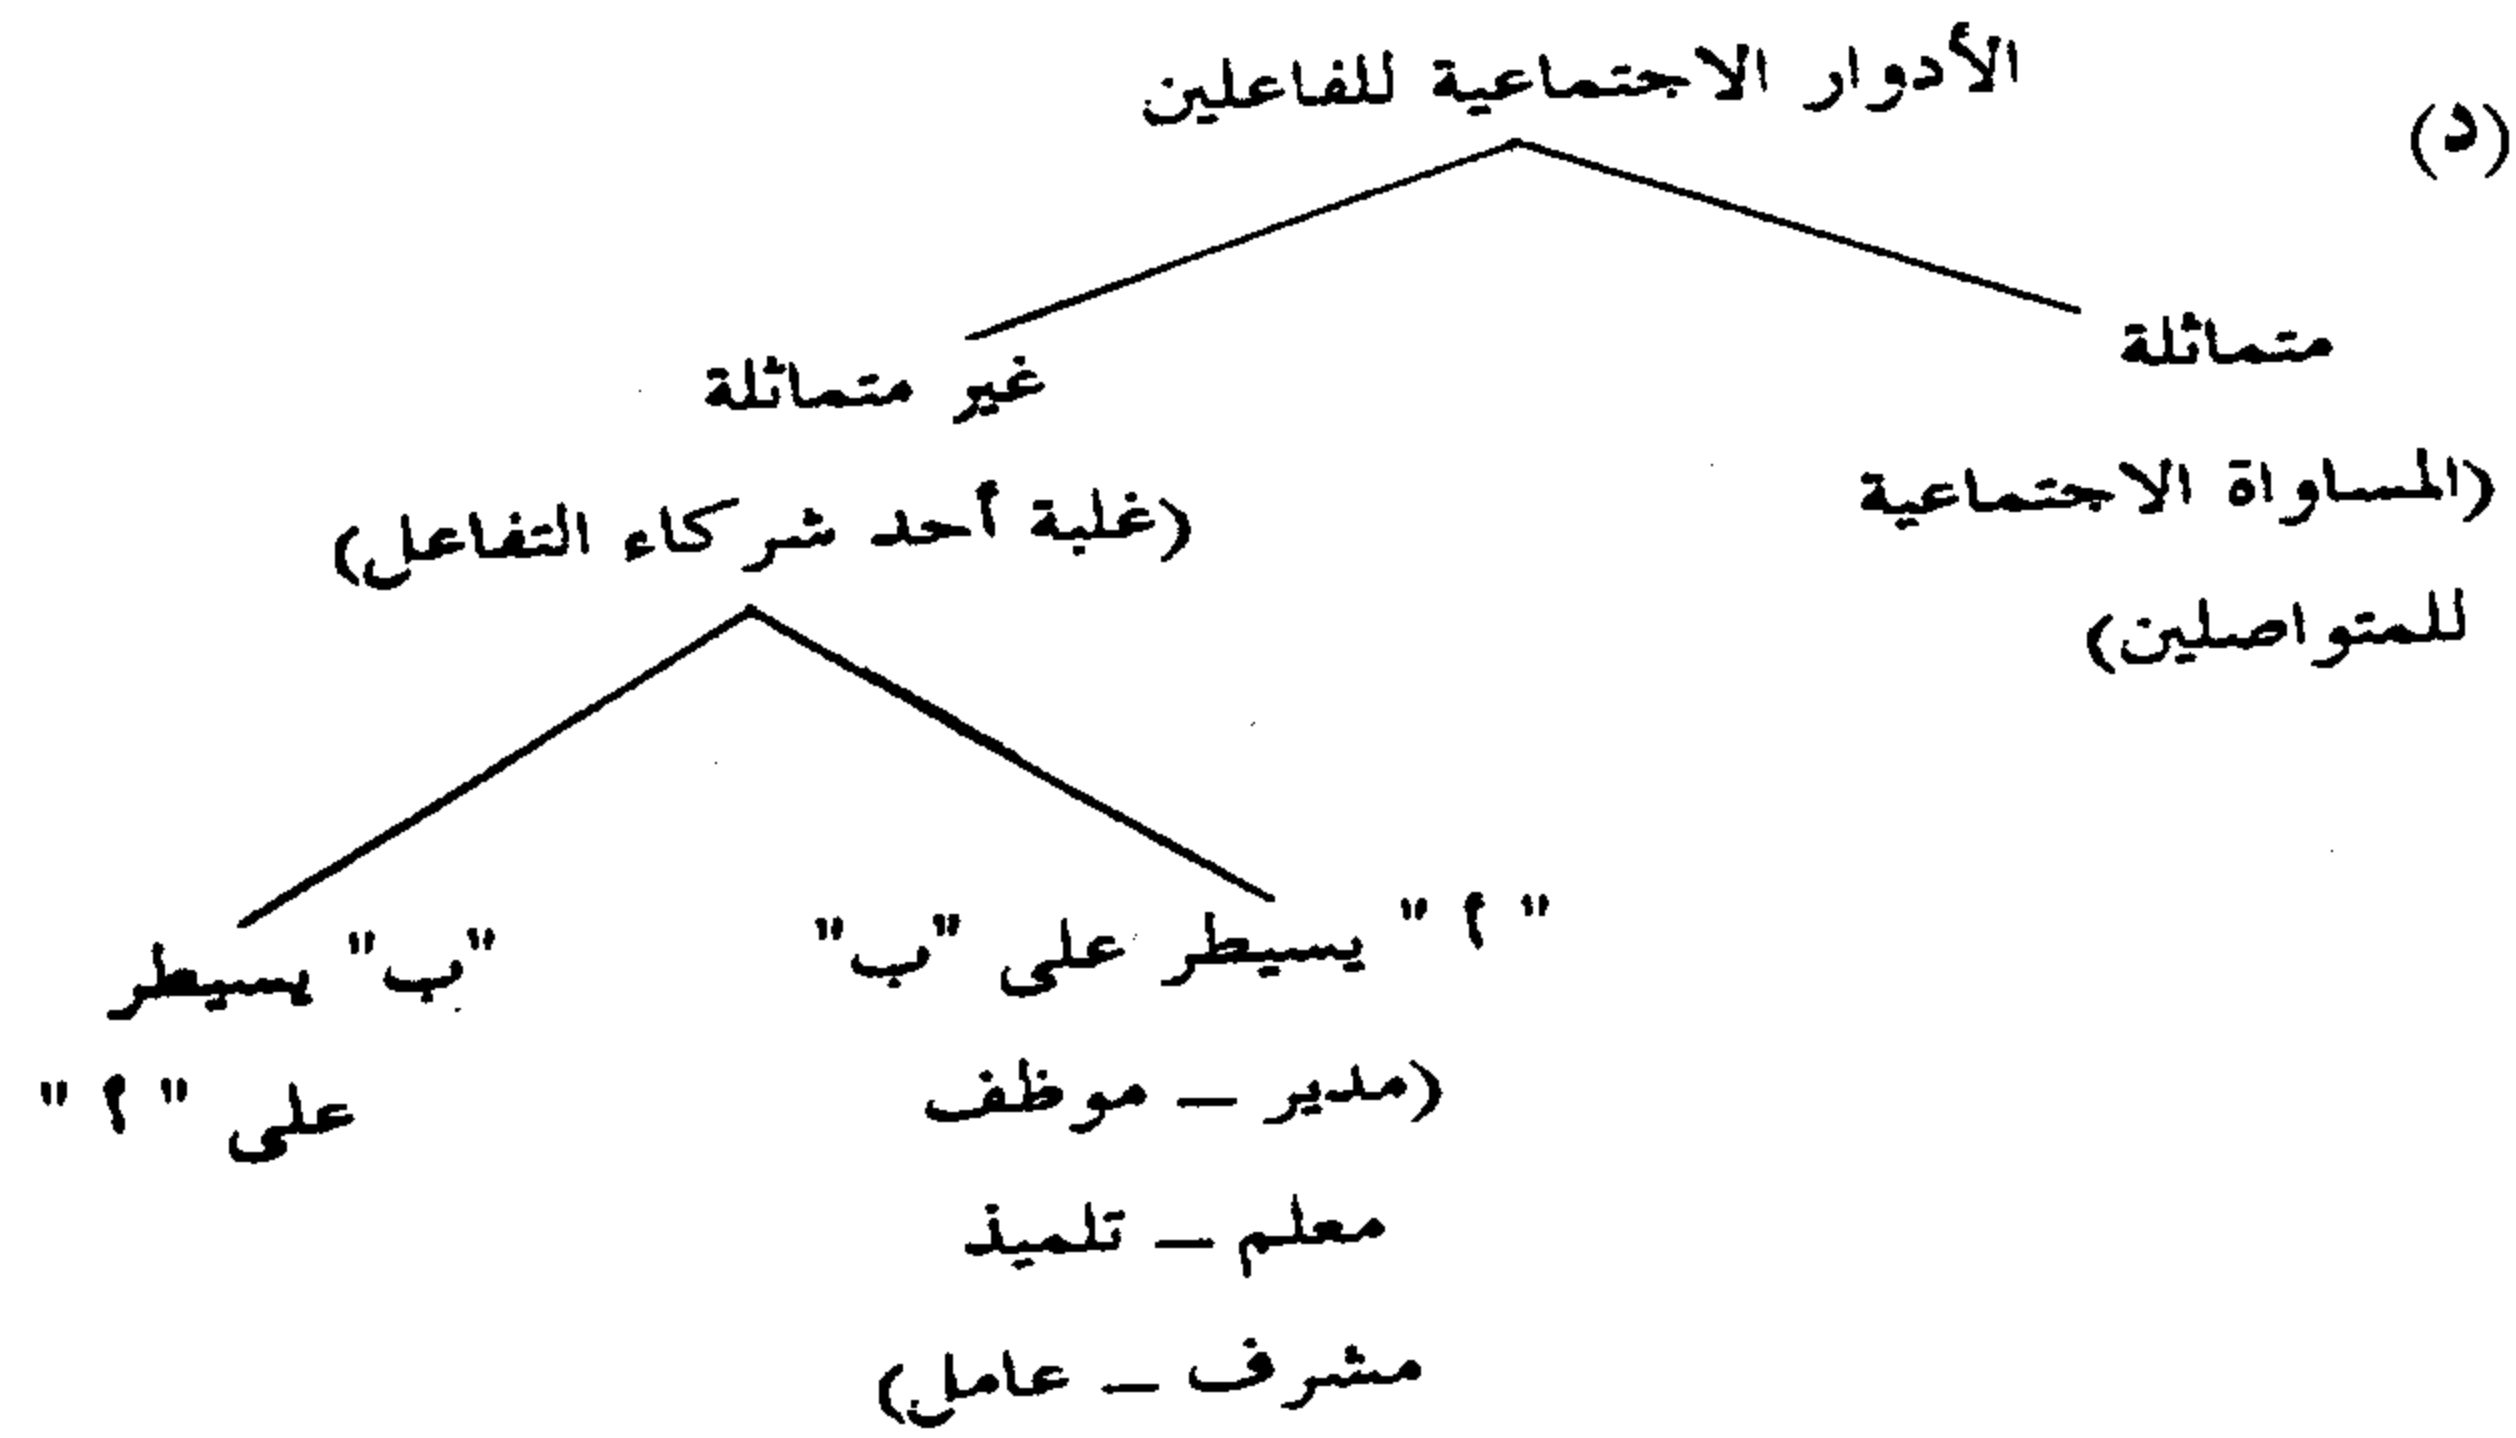 (د)
الأدوار الاجتماعية للفاعلين
متماثلة
(المساواة الاجتماعية
للمتواصلين)
غير متماثلة
(غلبة أحد شركاء التفاعل)
"أ" يسيطر على "ب"
(مدير – موظف
معلم – تلميذ
مشرف – عامل)
"ب" يسيطر
على "أ"